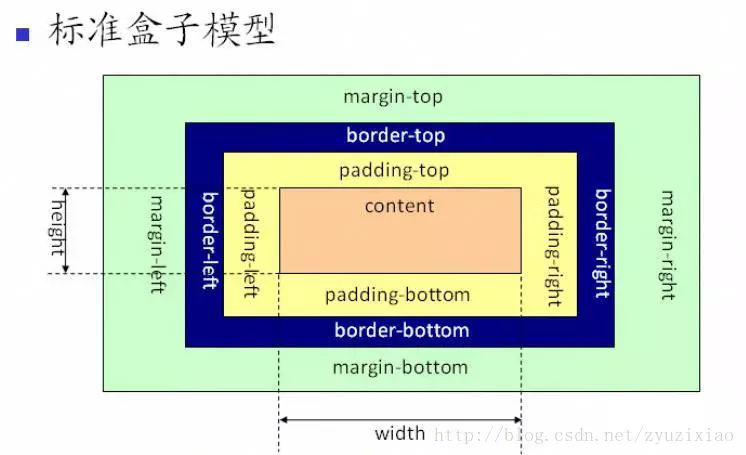 标准盒子模型
margin-top
border-top
padding-top
content
height
margin-left
border-left
padding-left
padding-right
border-right
margin-right
padding-bottom
border-bottom
margin-bottom
width
http://blog.csdn.net/zyuzixiao